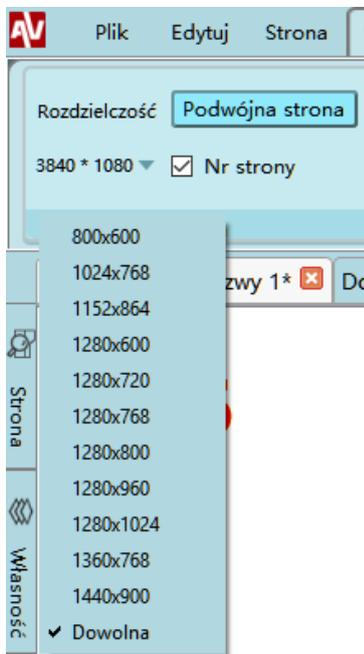 AV Plik Edytuj Strona
Rozdzielczość Podwójna strona
3840 * 1080 Nr strony
800x600
1024x768
zwy 1* Do
1152x864
1280x600
1280x720
1280x768
1280x800
1280x960
1280x1024
1360x768
1440x900
Dowolna
Strona
Własność